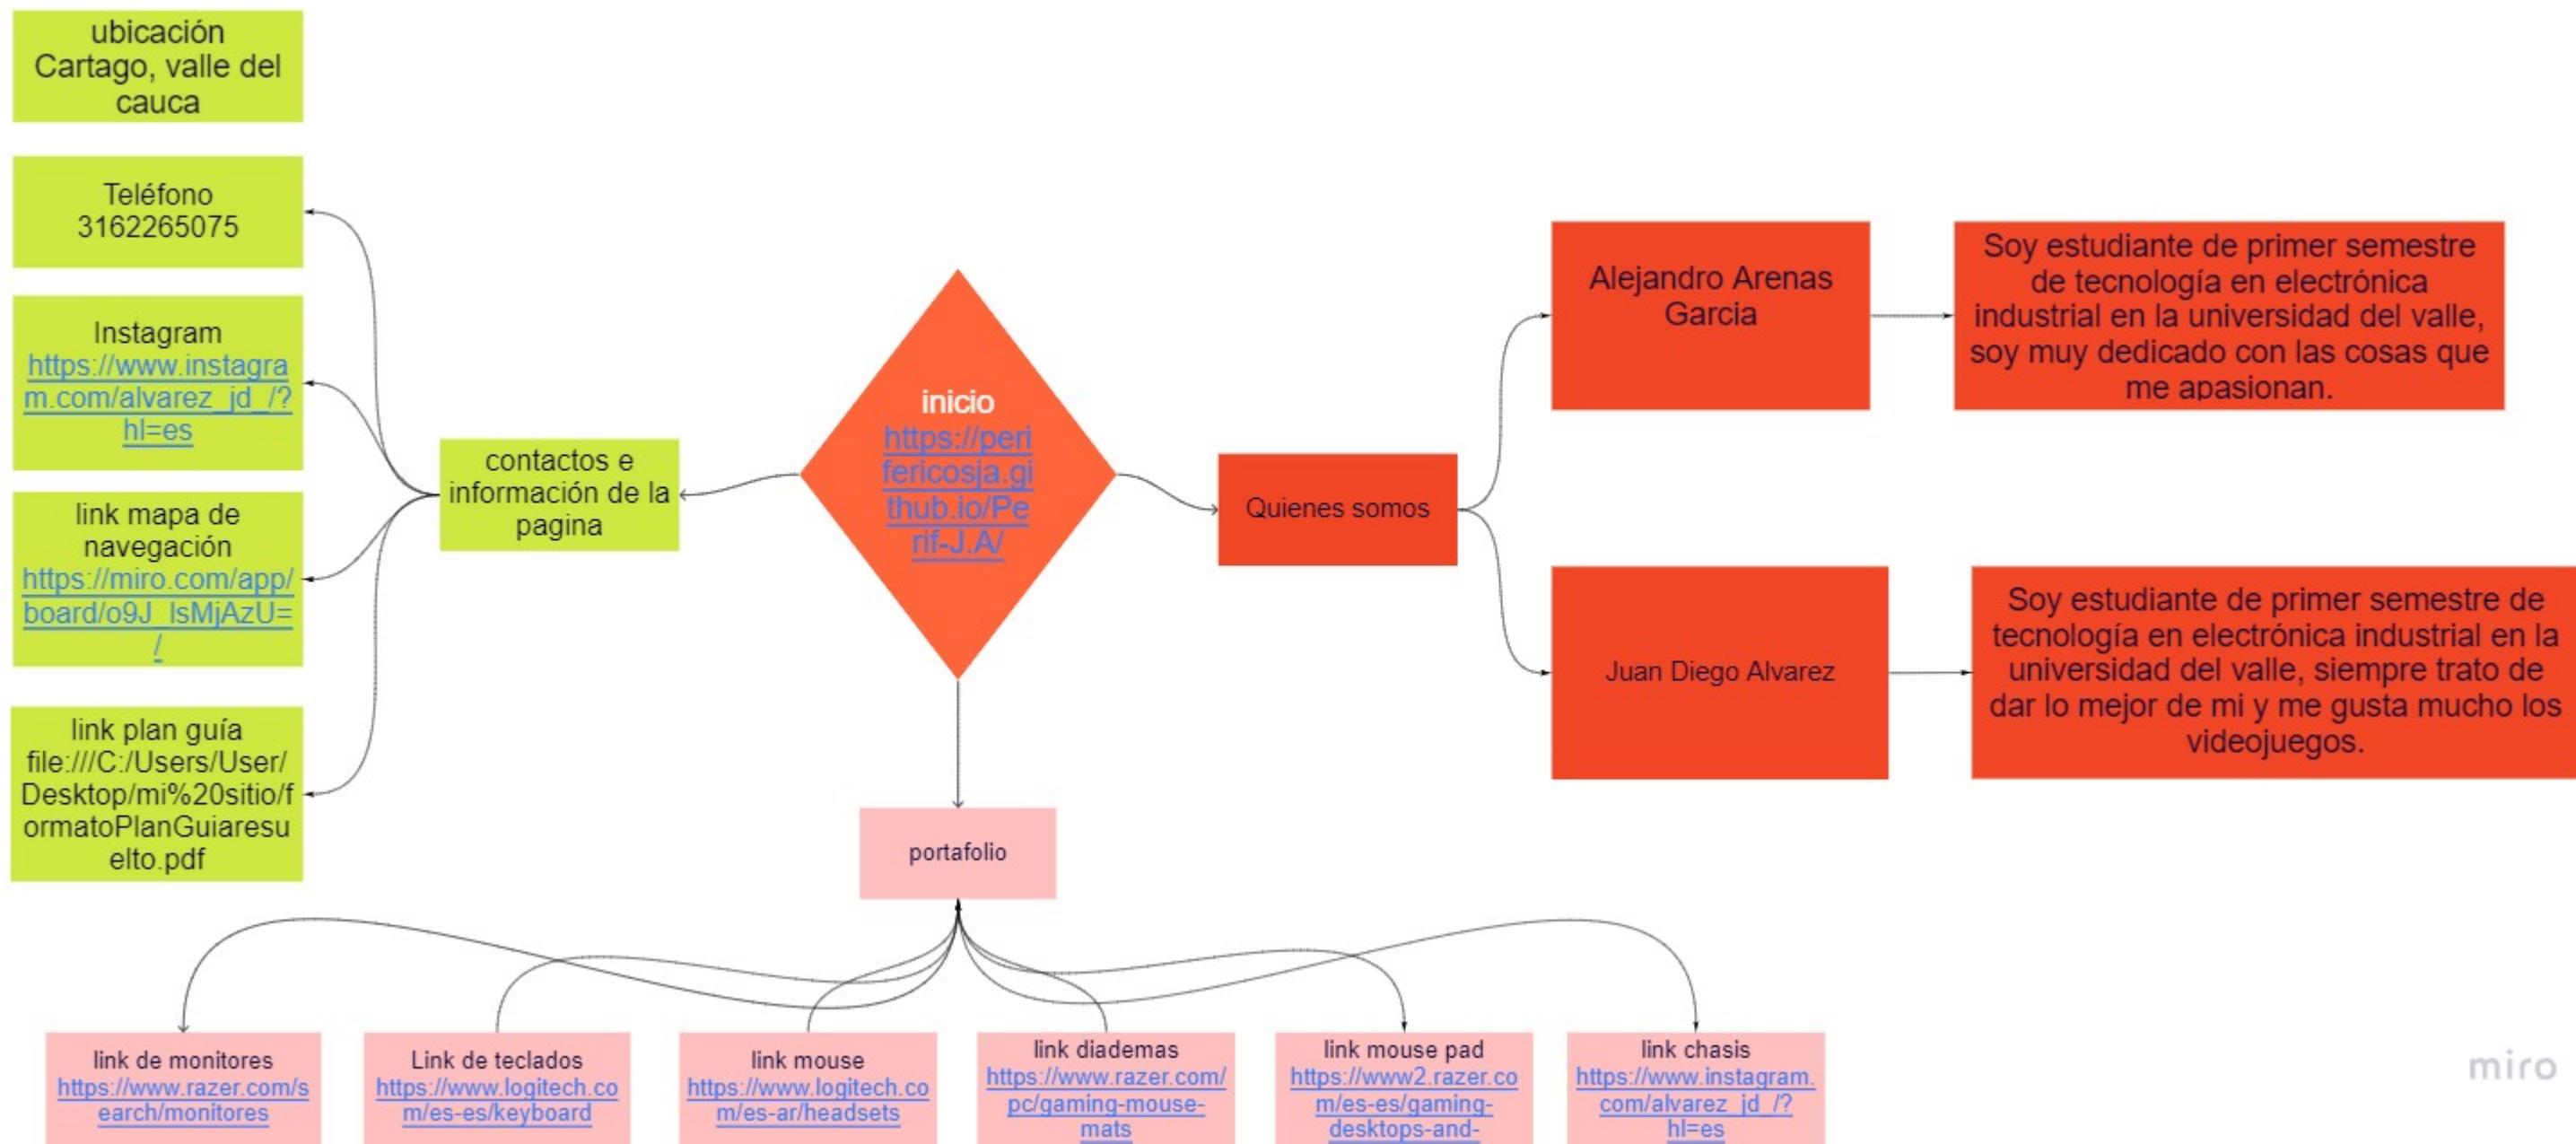 ubicación
Cartago, valle del
cauca
Teléfono
3162265075
Instagram
https://www.instagra
m.com/alvarez_jd_/?
hl=es
link mapa de
navegación
https://miro.com/app/
board/o9J_lsMjAzU=
/
link plan guía
file:///C:/Users/User/
Desktop/mi%20sitio/f
ormatoPlanGuiaresu
elto.pdf
contactos e
información de la
pagina
inicio
https://peri
fericosja.gi
thub.io/Pe
rif-J.A/
Quienes somos
Alejandro Arenas
Garcia
Soy estudiante de primer semestre
de tecnología en electrónica
industrial en la universidad del valle,
soy muy dedicado con las cosas que
me apasionan.
Juan Diego Alvarez
Soy estudiante de primer semestre de
tecnología en electrónica industrial en la
universidad del valle, siempre trato de
dar lo mejor de mi y me gusta mucho los
videojuegos.
portafolio
link de monitores
https://www.razer.com/s
earch/monitores
Link de teclados
https://www.logitech.co
m/es-es/keyboard
link mouse
https://www.logitech.co
m/es-ar/headsets
link diademas
https://www.razer.com/
pc/gaming-mouse-
mats
link mouse pad
https://www2.razer.co
m/es-es/gaming-
desktops-and-
link chasis
https://www.instagram.
com/alvarez_jd_/?
hl=es
miro